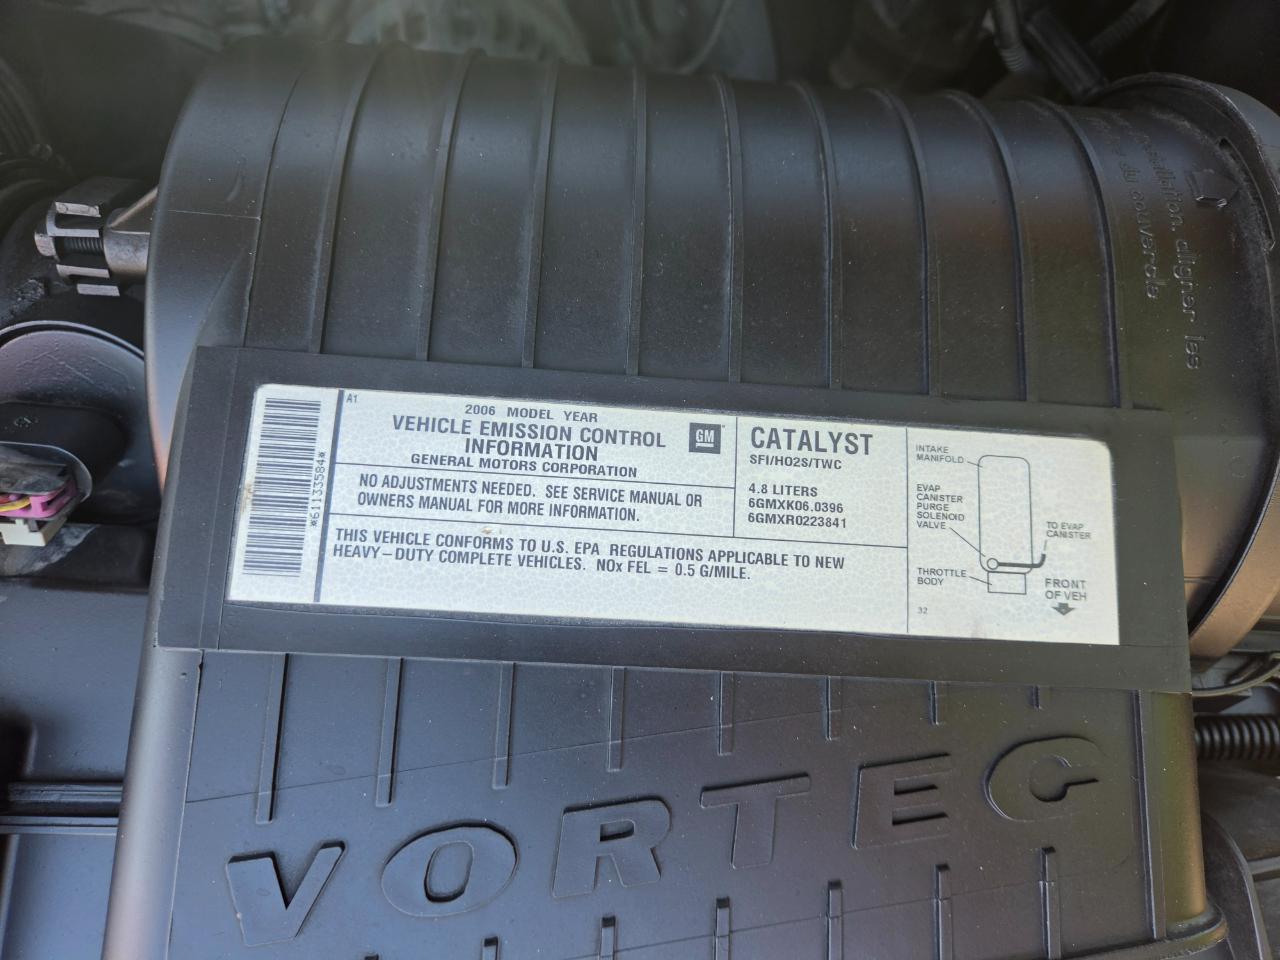 installation, aligner les
du couvercle
A1
2006 MODEL YEAR
VEHICLE EMISSION CONTROL
INFORMATION
GENERAL MOTORS CORPORATION
GM
NO ADJUSTMENTS NEEDED. SEE SERVICE MANUAL OR
OWNERS MANUAL FOR MORE INFORMATION.
THIS VEHICLE CONFORMS TO U.S. EPA REGULATIONS APPLICABLE TO NEW
HEAVY-DUTY COMPLETE VEHICLES. NOx FEL = 0.5 G/MILE.
*61133584*
CATALYST
SFI/HO2S/TWC
4.8 LITERS
6GMXK06.0396
6GMXR0223841
INTAKE
MANIFOLD
EVAP
CANISTER
PURGE
SOLENOID
VALVE
TO EVAP
CANISTER
THROTTLE
BODY
FRONT
OF VEH
32
VORTEC